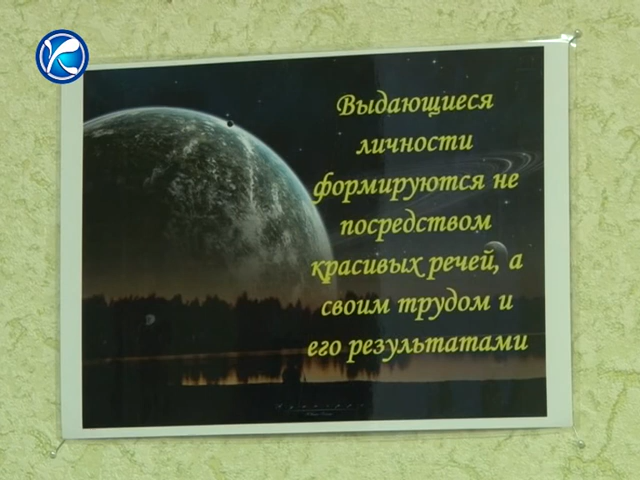 Выдающиеся
личности
формируются не
посредством
красивых речей, а
своим трудом и
его результатами